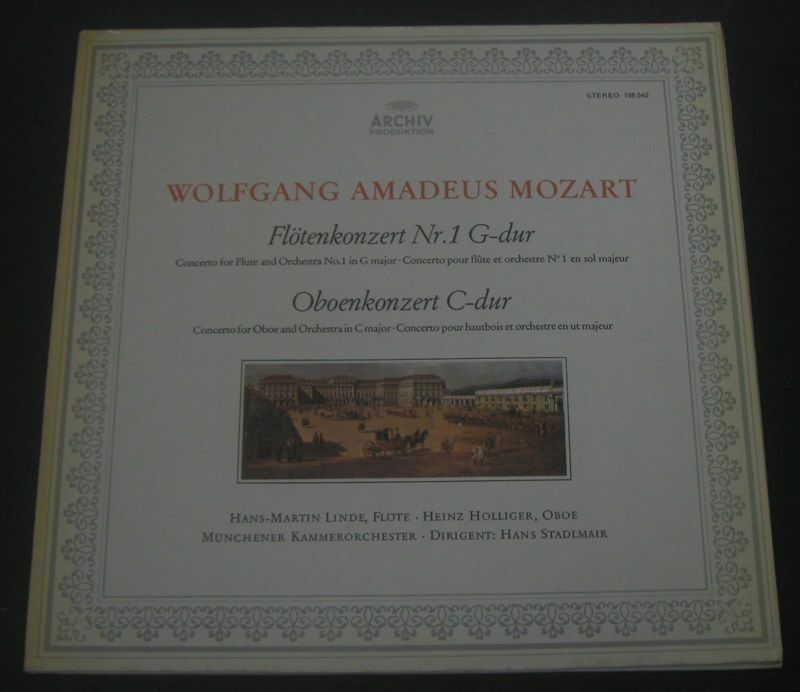 STEREO 198 342
ARCHIV
PRODUKTION
WOLFGANG AMADEUS MOZART
Flötenkonzert Nr. 1 G-dur
Concerto for Flute and Orchestra No. 1 in G major · Concerto pour flûte et orchestre Nº 1 en sol majeur
Oboenkonzert C-dur
Concerto for Oboe and Orchestra in C major · Concerto pour hautbois et orchestre en ut majeur
HANS-MARTIN LINDE, FLÖTE · HEINZ HOLLIGER, OBOE
MÜNCHENER KAMMERORCHESTER · DIRIGENT: HANS STADLMAIR